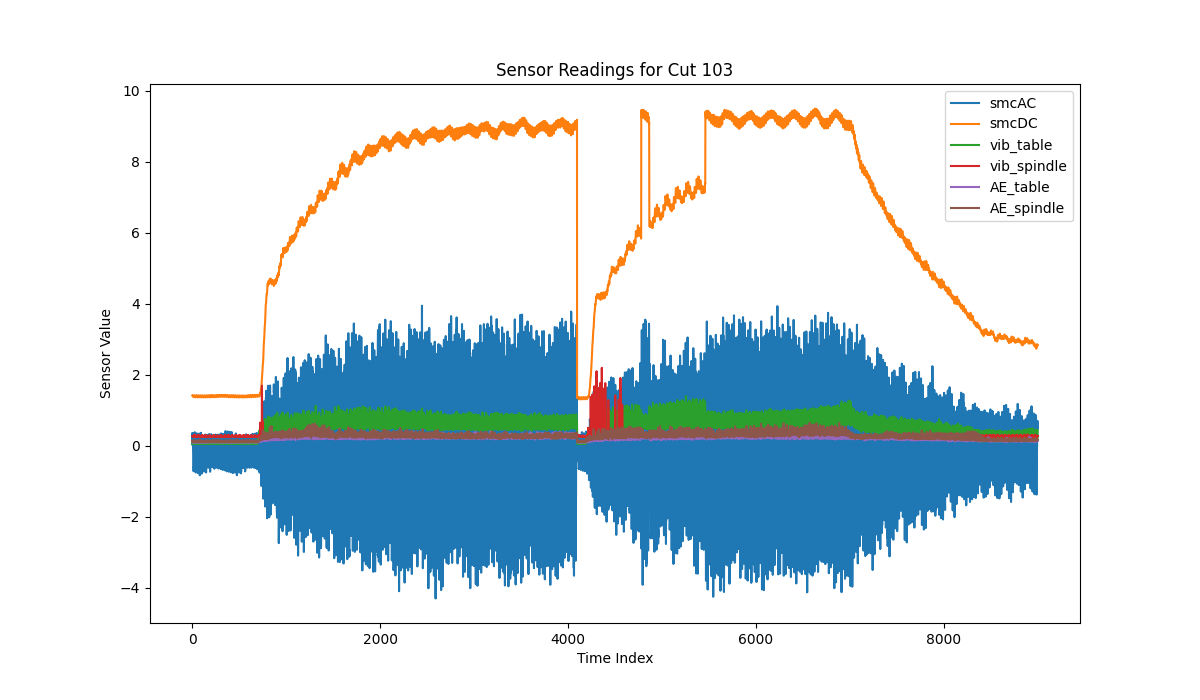 Sensor Readings for Cut 103
Sensor Value
10
8
6
4
2
0
−2
−4
smcAC
smcDC
vib_table
vib_spindle
AE_table
AE_spindle
0
2000
4000
6000
8000
Time Index